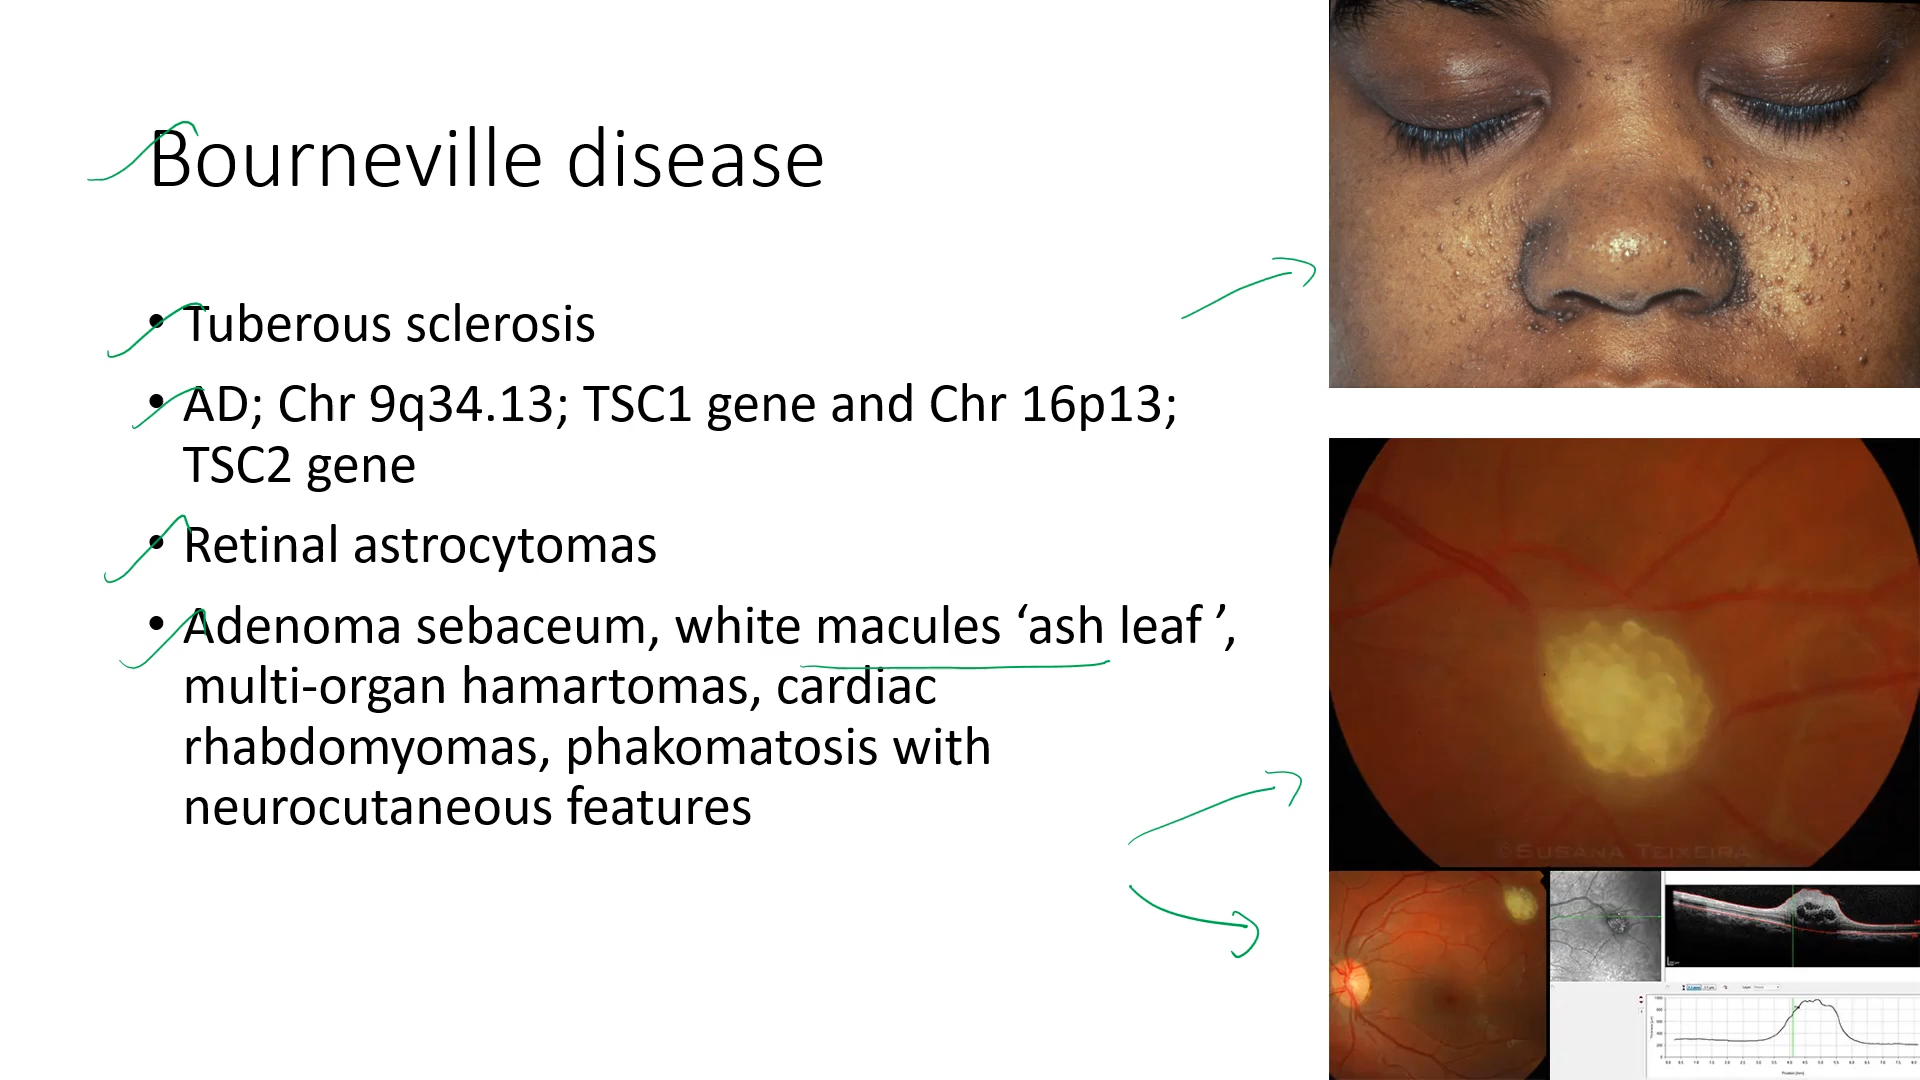 Bourneville disease
• Tuberous sclerosis
• AD; Chr 9q34.13; TSC1 gene and Chr 16p13;
TSC2 gene
• Retinal astrocytomas
• Adenoma sebaceum, white macules ‘ash leaf ’,
multi-organ hamartomas, cardiac
rhabdomyomas, phakomatosis with
neurocutaneous features
©SUSANA TEIXEIRA